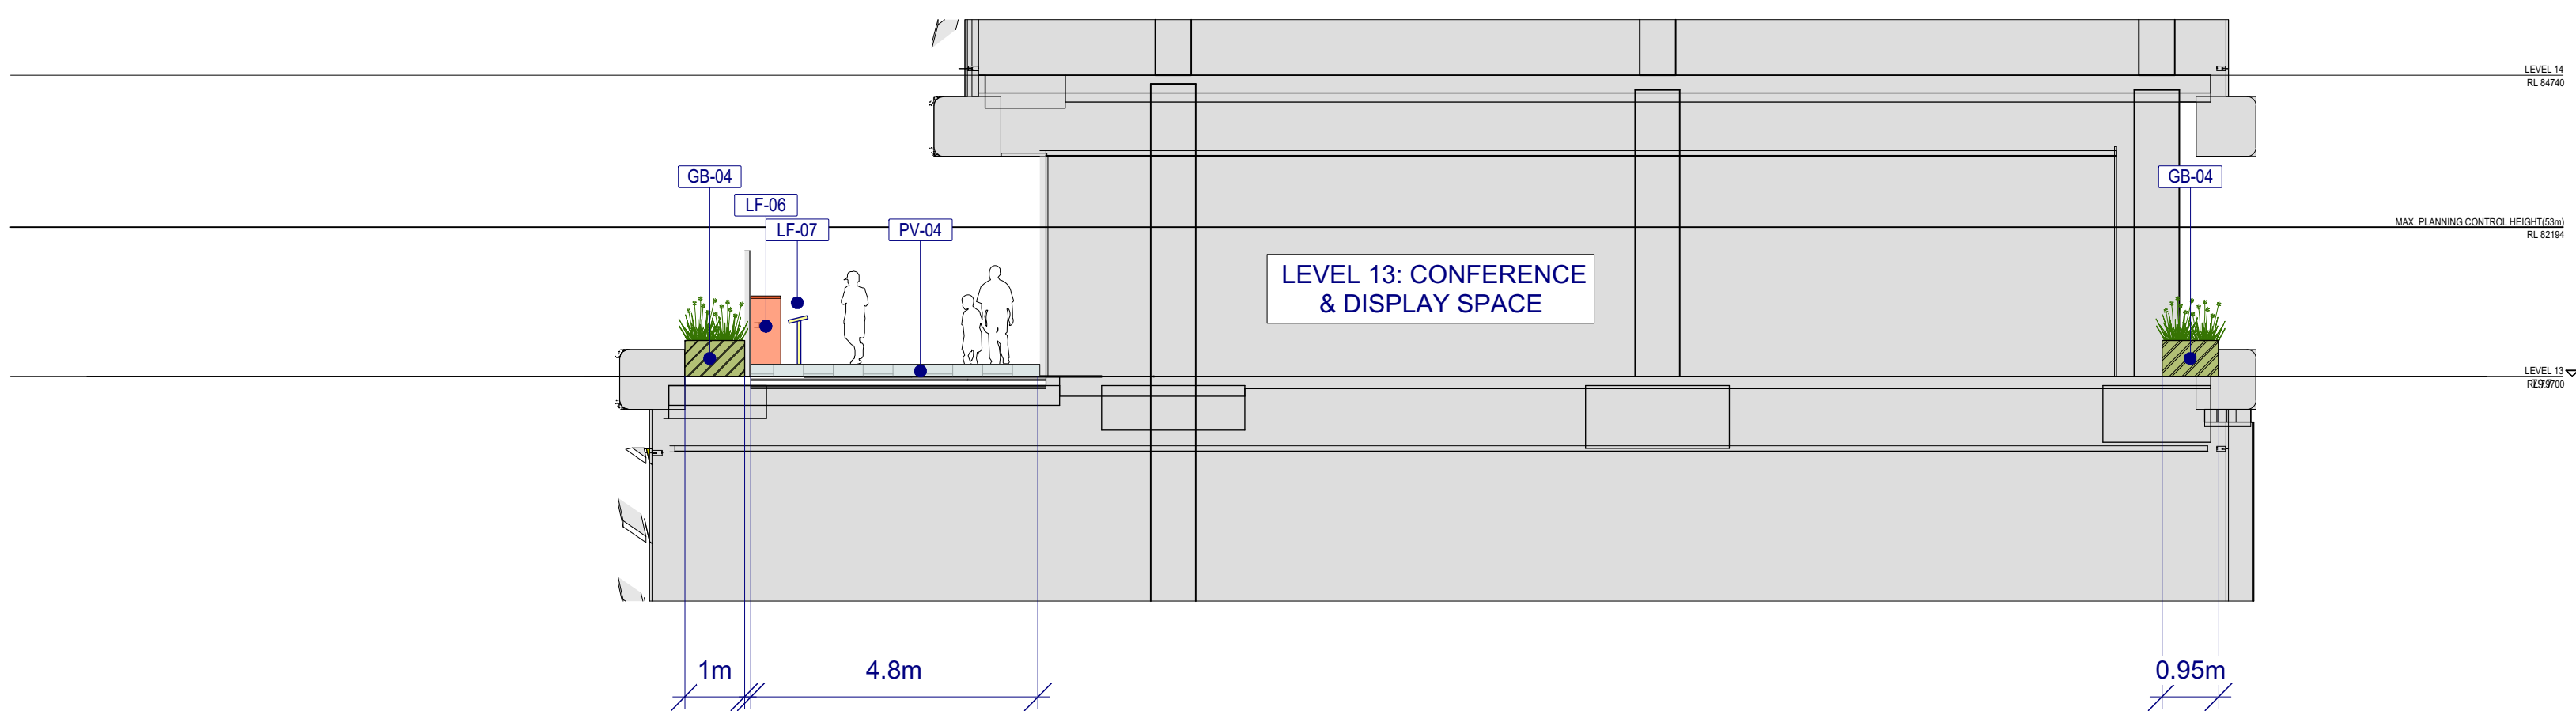 LEVEL 14
RL 84740
GB-04
GB-04
LF-06
LF-07
PV-04
MAX. PLANNING CONTROL HEIGHT(53m)
RL 82194
LEVEL 13: CONFERENCE
& DISPLAY SPACE
LEVEL 13
1m
4.8m
0.95m